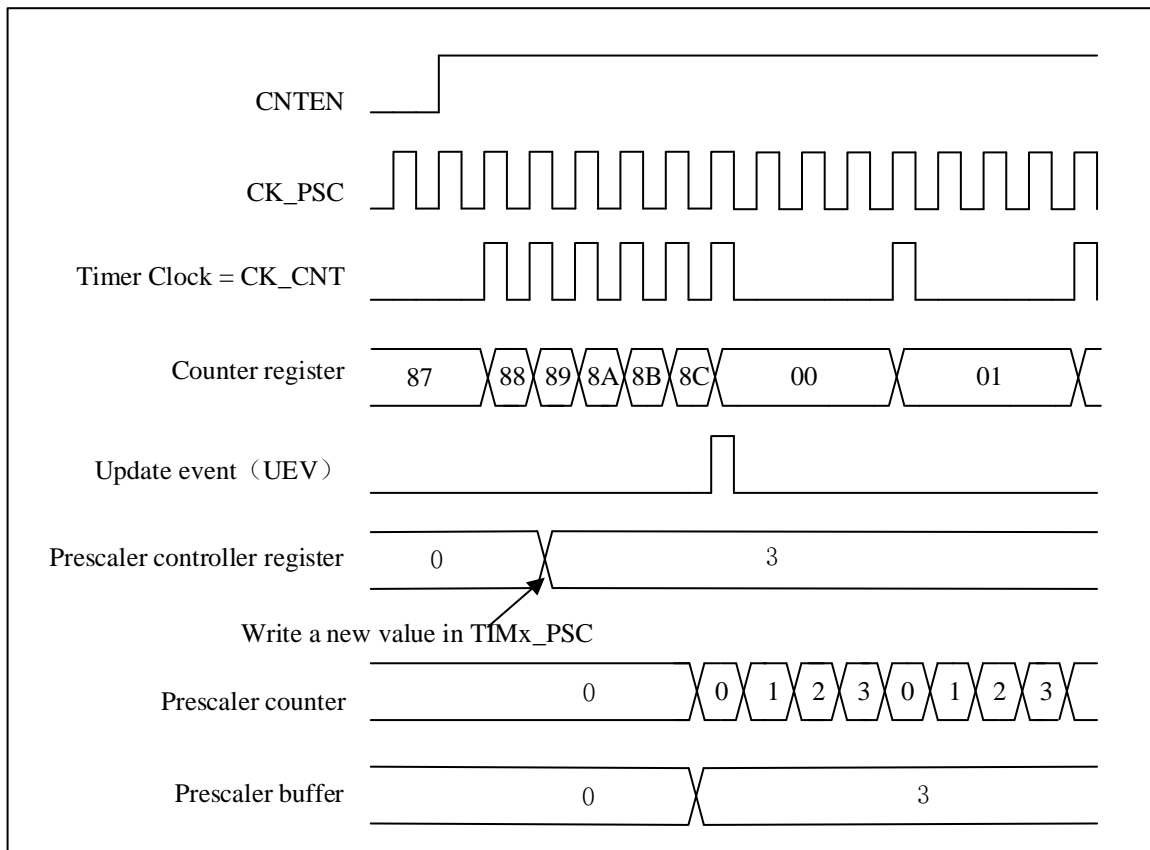 CNTEN
CK_PSC
Timer Clock = CK_CNT
Counter register
87 88 89 8A 8B 8C 00 01
Update event（UEV）
Prescaler controller register
0 3
Write a new value in TIMx_PSC
Prescaler counter
0 0 1 2 3 0 1 2 3
Prescaler buffer
0 3